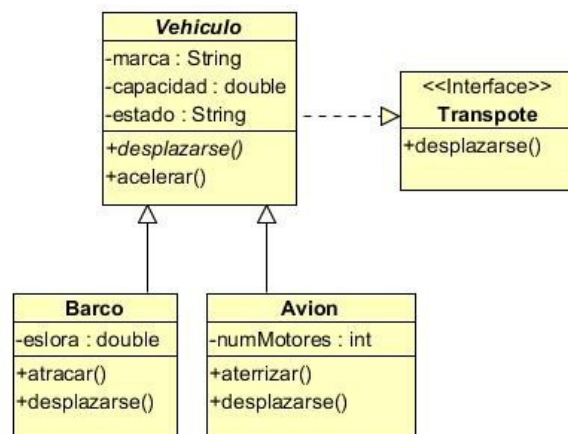 Vehiculo
-marca : String
-capacidad : double
-estado : String
+desplazarse()
+acelerar()
<<Interface>>
Transpote
+desplazarse()
Barco
-eslora : double
+atracar()
+desplazarse()
Avion
-numMotores : int
+aterrizar()
+desplazarse()